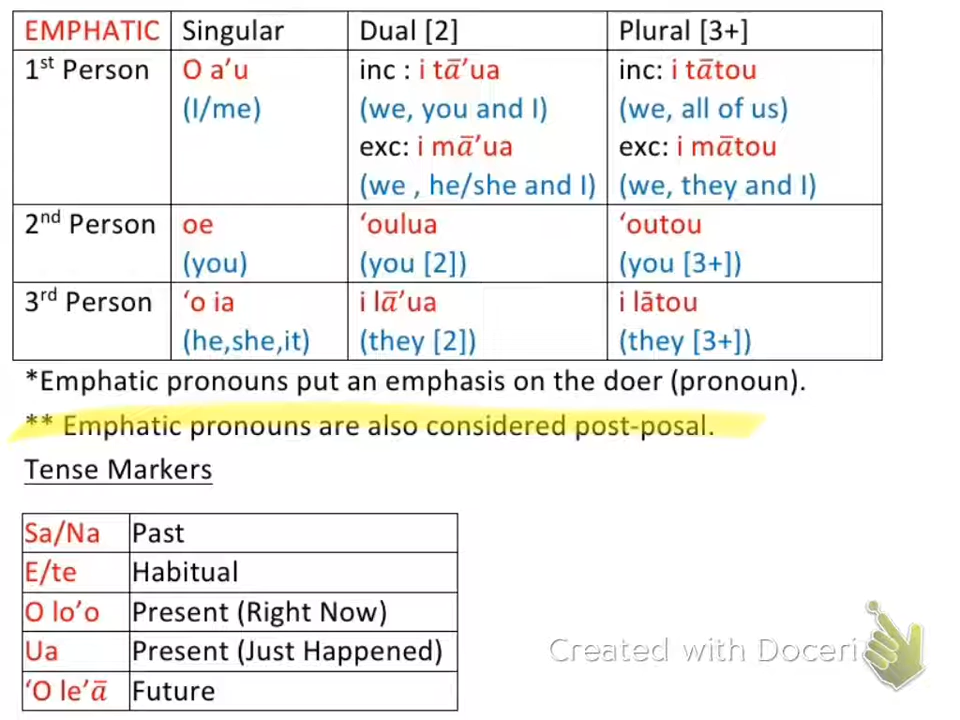 EMPHATIC Singular Dual [2] Plural [3+]
1st Person O a’u inc : i tā’ua inc: i tātou
(I/me) (we, you and I) (we, all of us)
exc: i mā’ua exc: i mātou
(we , he/she and I) (we, they and I)
2nd Person oe ‘oulua ‘outou
(you) (you [2]) (you [3+])
3rd Person ‘o ia i lā’ua i lātou
(he,she,it) (they [2]) (they [3+])
*Emphatic pronouns put an emphasis on the doer (pronoun).
** Emphatic pronouns are also considered post-posal.
Tense Markers
Sa/Na Past
E/te Habitual
O lo’o Present (Right Now)
Ua Present (Just Happened)
‘O le’ā Future
Created with Doceri